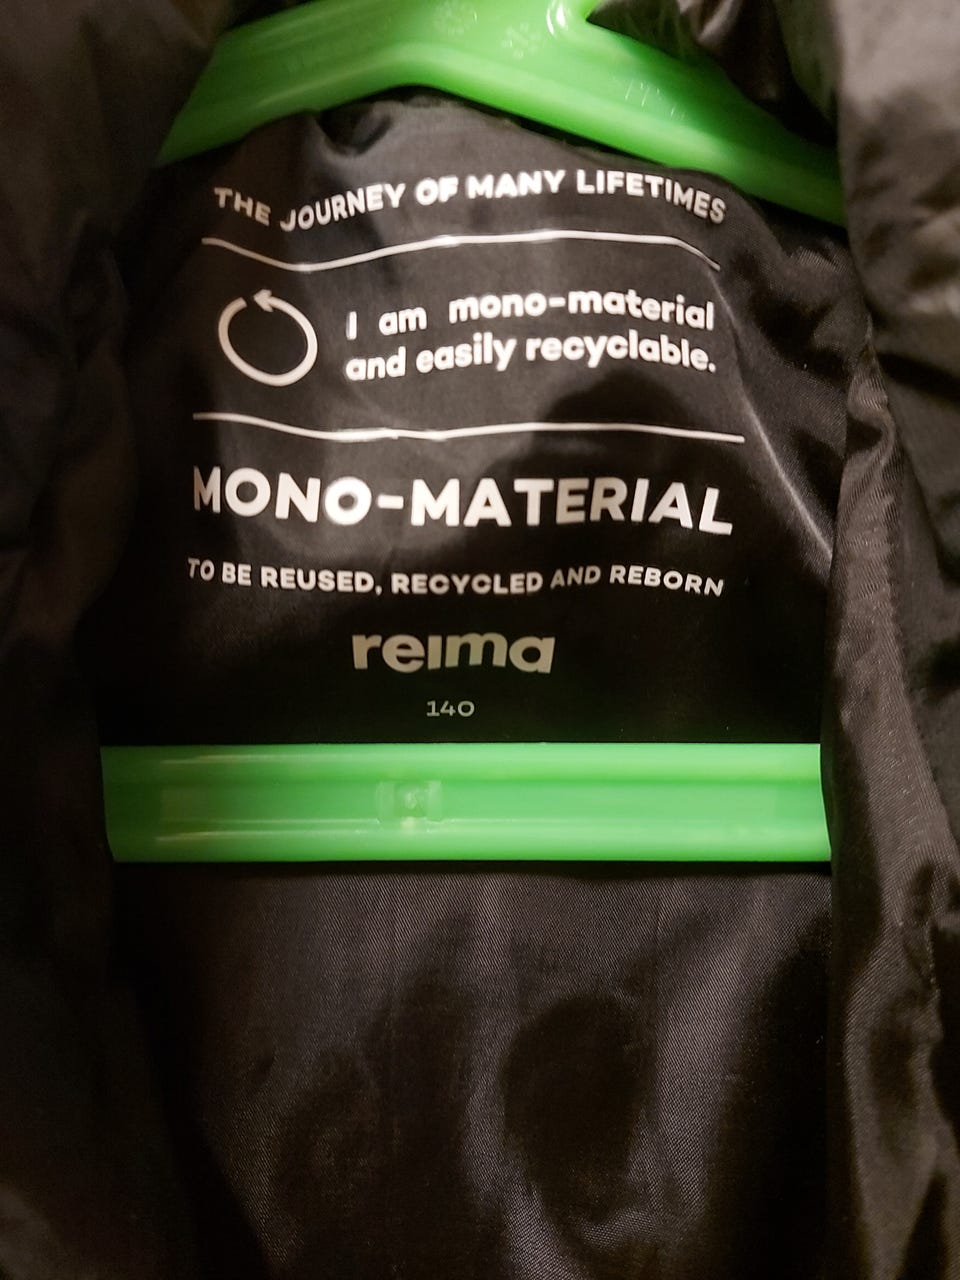 THE JOURNEY OF MANY LIFETIMES
I am mono-material
and easily recyclable.
MONO-MATERIAL
TO BE REUSED, RECYCLED AND REBORN
reima
140